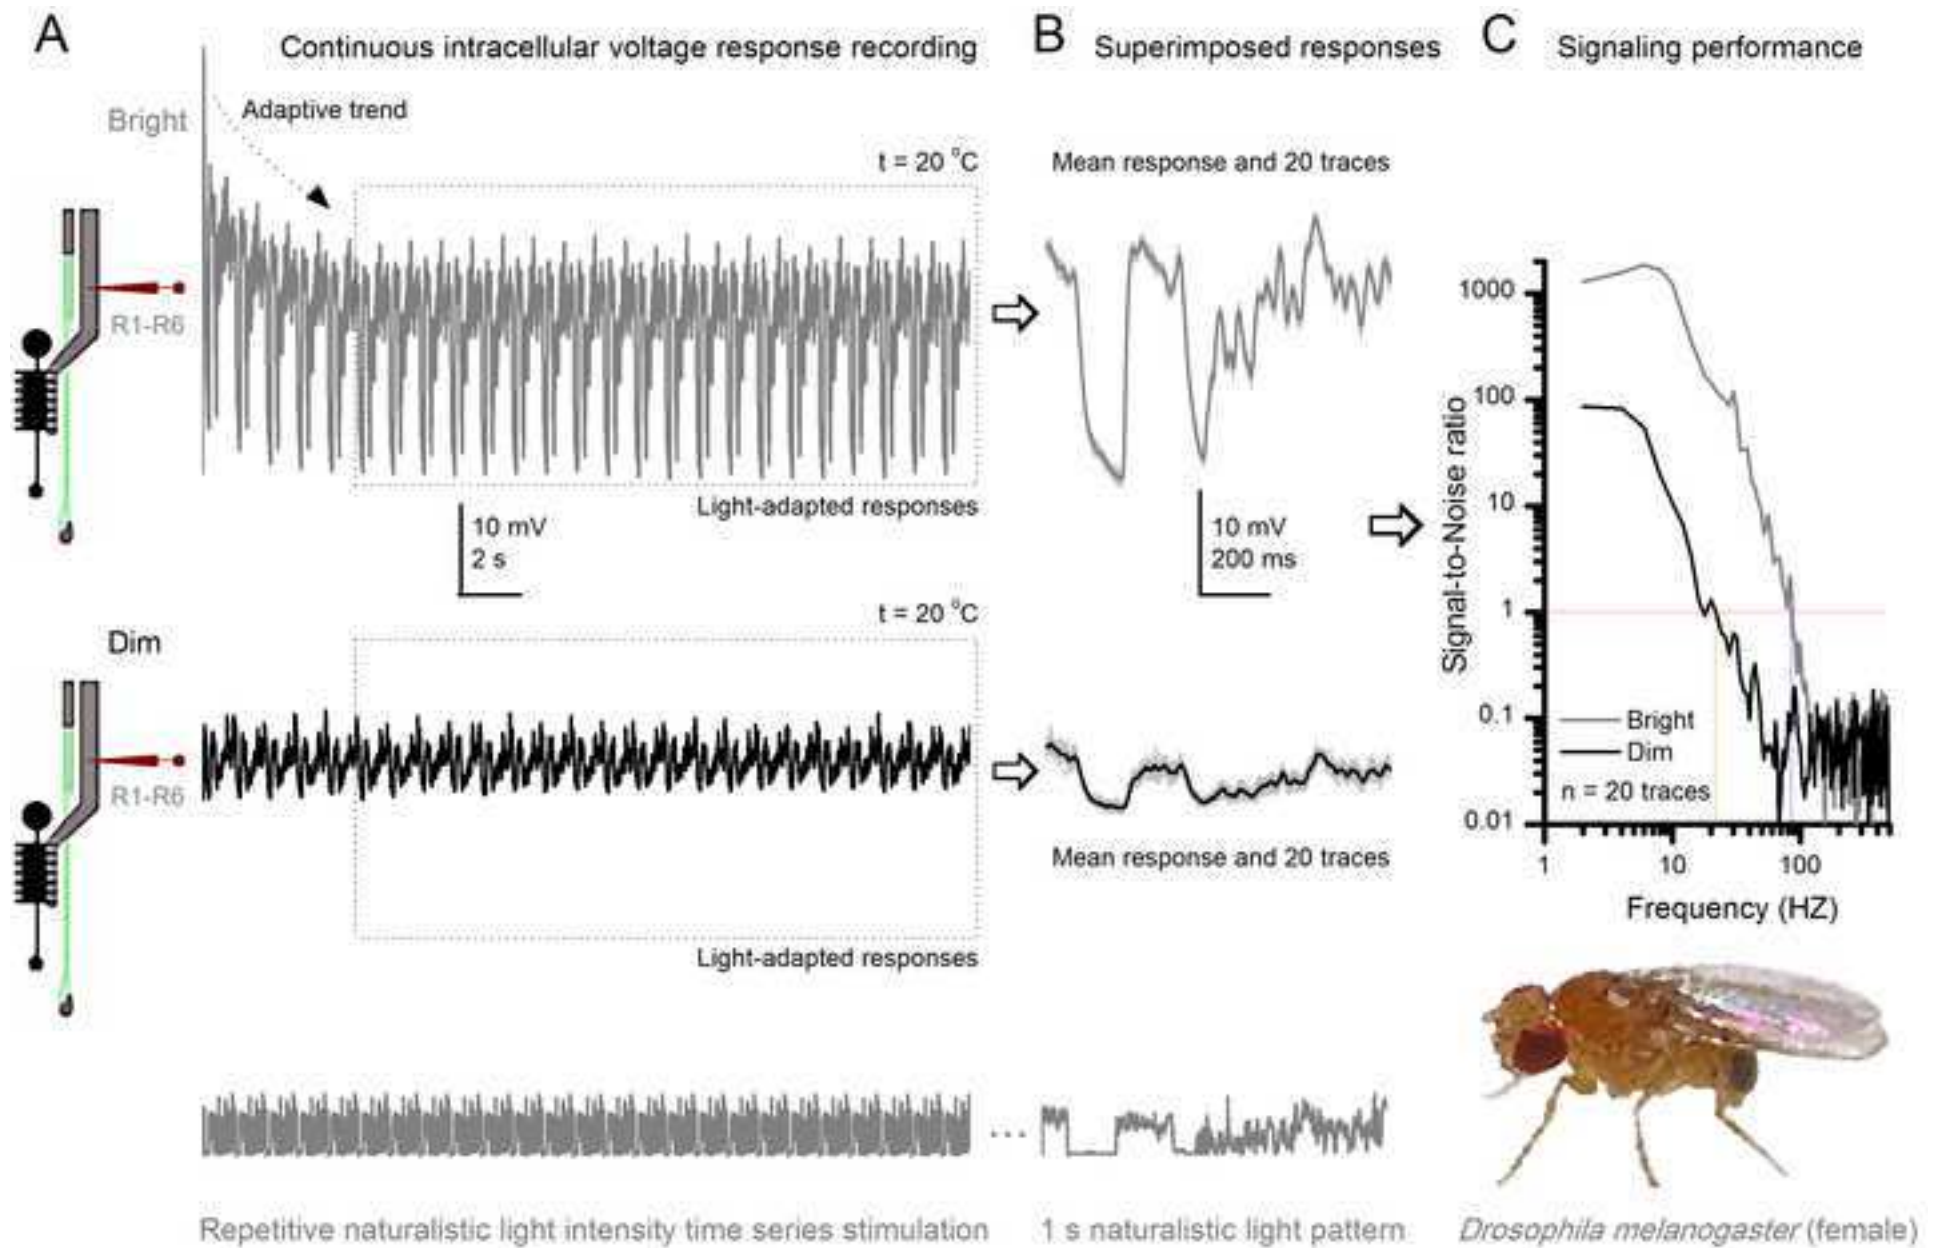 A
Continuous intracellular voltage response recording
B
Superimposed responses
C
Signaling performance
Bright
Adaptive trend
t = 20 °C
Mean response and 20 traces
R1-R6
Light-adapted responses
10 mV
2 s
10 mV
200 ms
t = 20 °C
Dim
R1-R6
Mean response and 20 traces
Light-adapted responses
Signal-to-Noise ratio
1000
100
10
1
0.1
0.01
Bright
Dim
n = 20 traces
1
10
100
Frequency (HZ)
...
Repetitive naturalistic light intensity time series stimulation
1 s naturalistic light pattern
Drosophila melanogaster (female)